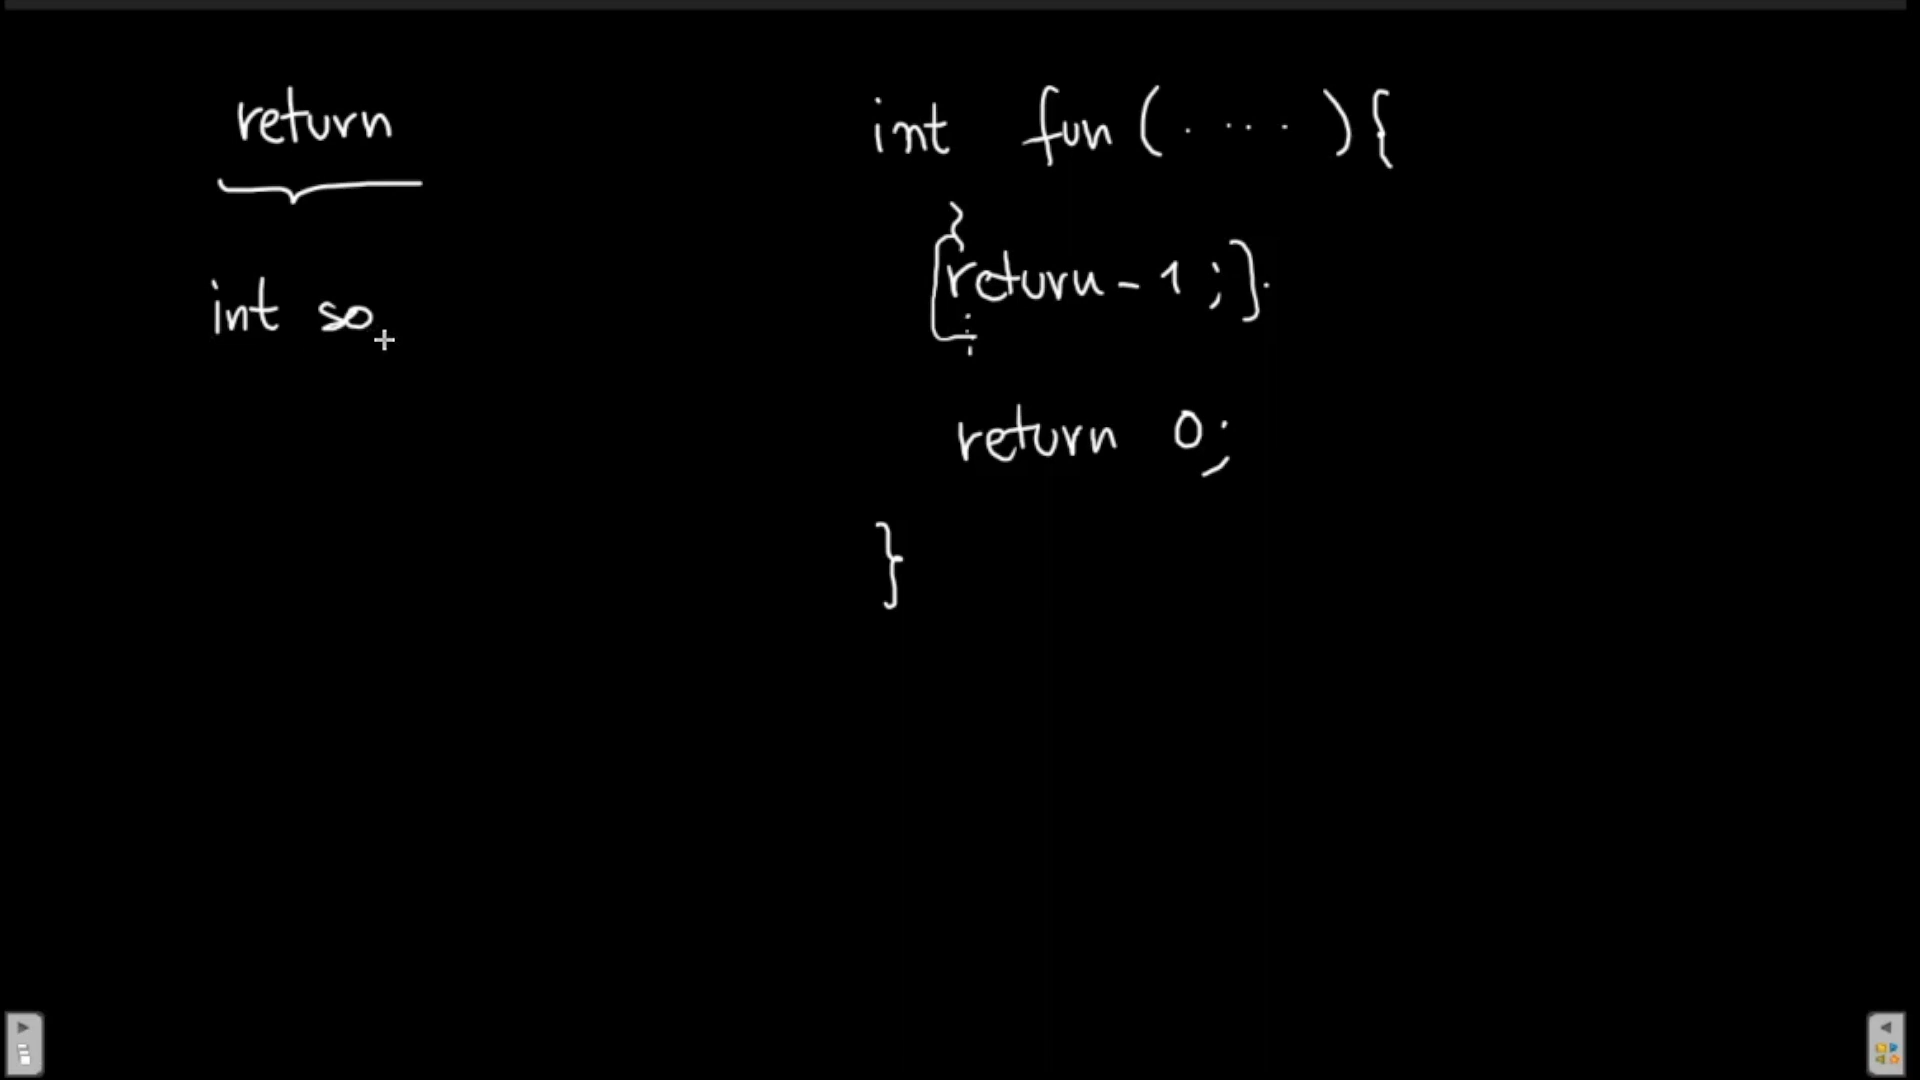 return
int so
int fun (.....){
[return -1 ;].
return 0;
}